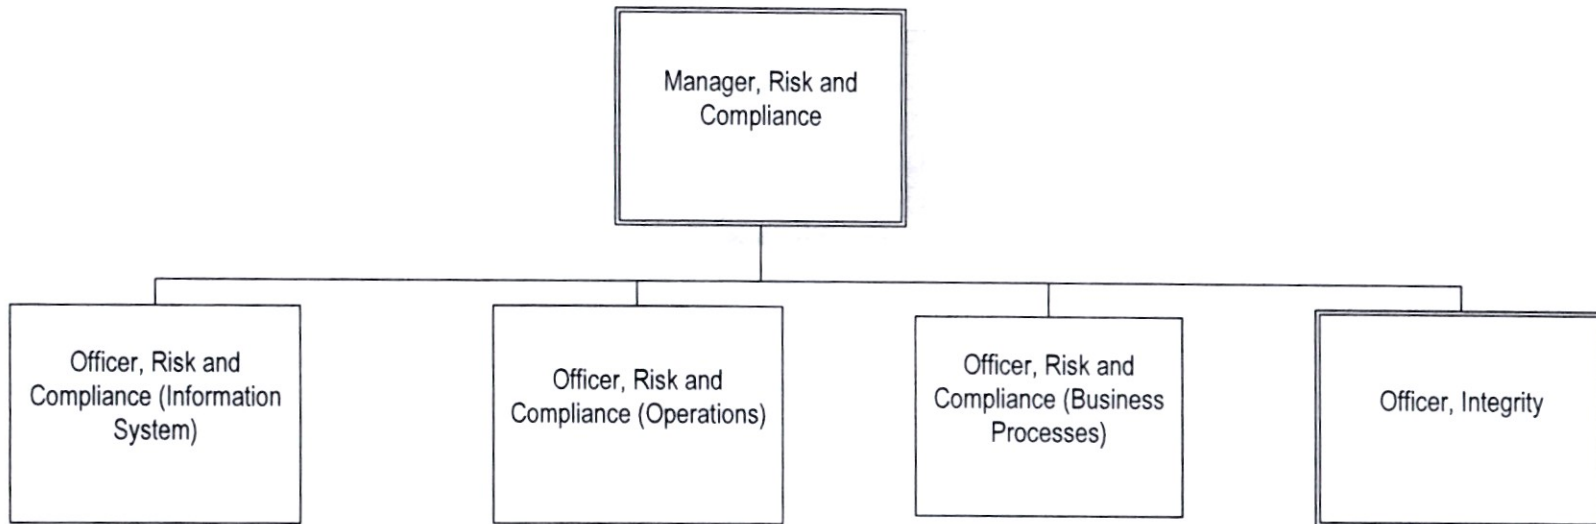 Manager, Risk and
Compliance
Officer, Risk and
Compliance (Information
System)
Officer, Risk and
Compliance (Operations)
Officer, Risk and
Compliance (Business
Processes)
Officer, Integrity